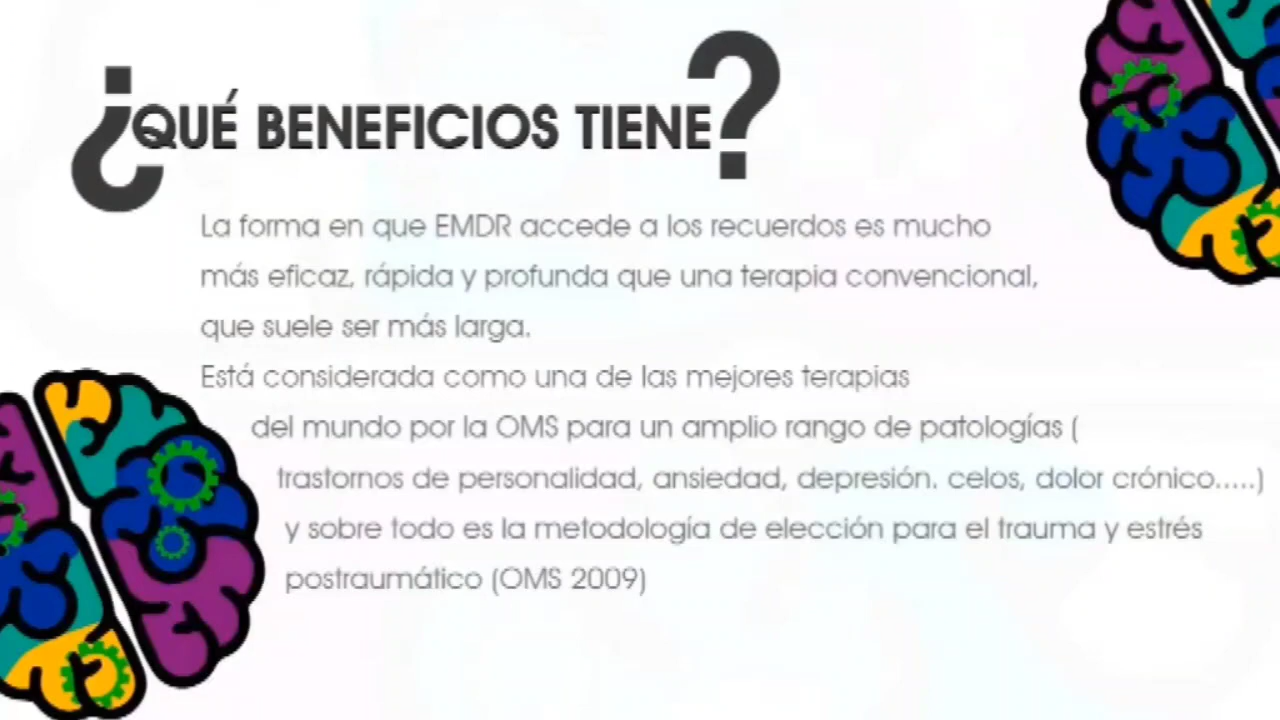 ¿QUÉ BENEFICIOS TIENE?
La forma en que EMDR accede a los recuerdos es mucho
más eficaz, rápida y profunda que una terapia convencional,
que suele ser más larga.
Está considerada como una de las mejores terapias
del mundo por la OMS para un amplio rango de patologías (
trastornos de personalidad, ansiedad, depresión. celos, dolor crónico.....)
y sobre todo es la metodología de elección para el trauma y estrés
postraumático (OMS 2009)